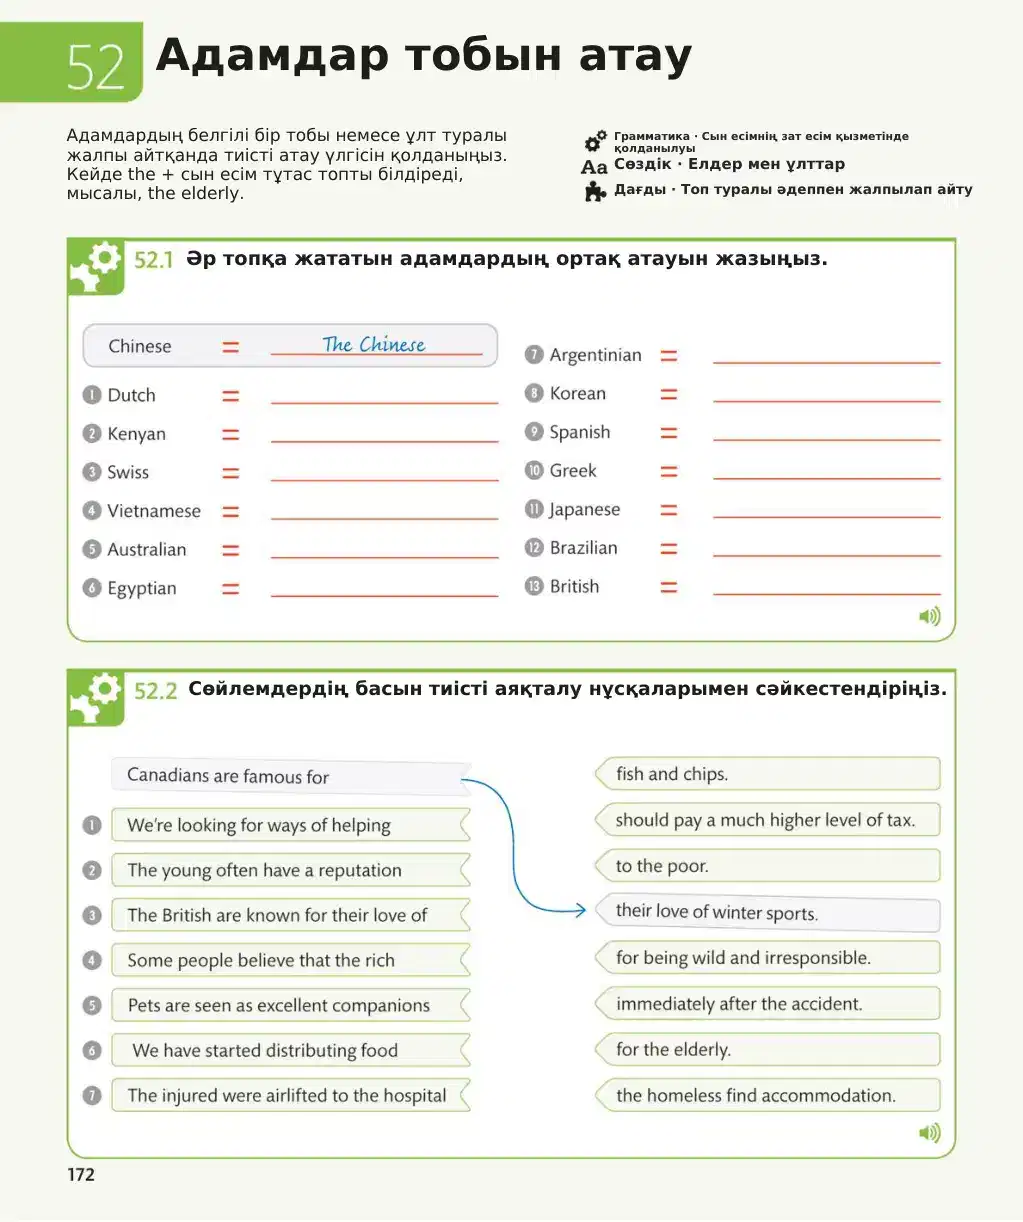 52
Адамдар тобын атау
Адамдардың белгілі бір тобы немесе ұлт туралы
жалпы айтқанда тиісті атау үлгісін қолданыңыз.
Кейде the + сын есім тұтас топты білдіреді,
мысалы, the elderly.
Грамматика · Сын есімнің зат есім қызметінде
қолданылуы
Aa Сөздік · Елдер мен ұлттар
Дағды · Топ туралы әдеппен жалпылап айту
52.1 Әр топқа жататын адамдардың ортақ атауын жазыңыз.
Chinese = The Chinese
1 Dutch =
2 Kenyan =
3 Swiss =
4 Vietnamese =
5 Australian =
6 Egyptian =
7 Argentinian =
8 Korean =
9 Spanish =
10 Greek =
11 Japanese =
12 Brazilian =
13 British =
52.2 Сөйлемдердің басын тиісті аяқталу нұсқаларымен сәйкестендіріңіз.
Canadians are famous for
1 We're looking for ways of helping
2 The young often have a reputation
3 The British are known for their love of
4 Some people believe that the rich
5 Pets are seen as excellent companions
6 We have started distributing food
7 The injured were airlifted to the hospital
fish and chips.
should pay a much higher level of tax.
to the poor.
their love of winter sports.
for being wild and irresponsible.
immediately after the accident.
for the elderly.
the homeless find accommodation.
172